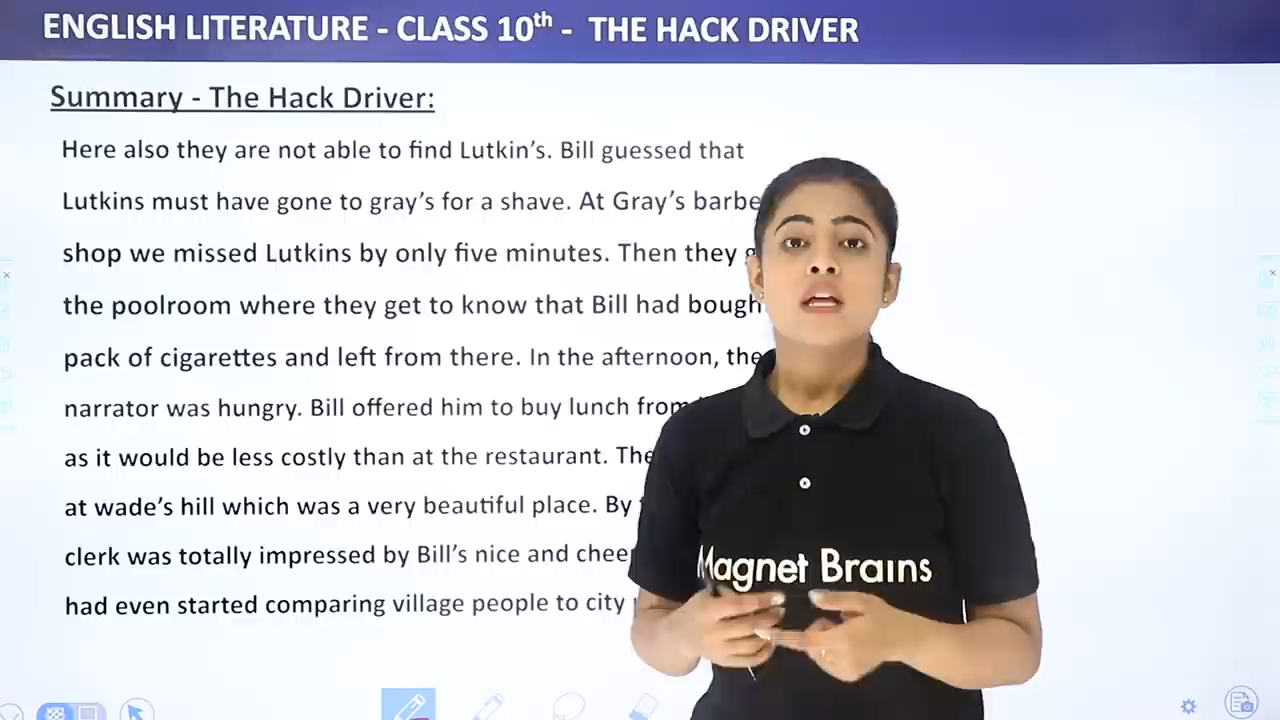 ENGLISH LITERATURE - CLASS 10th - THE HACK DRIVER
Summary - The Hack Driver:
Here also they are not able to find Lutkin's. Bill guessed that
Lutkins must have gone to gray's for a shave. At Gray's
shop we missed Lutkins by only five minutes. Then they
the poolroom where they get to know that Bill had
pack of cigarettes and left from there. In the afternoon,
narrator was hungry. Bill offered him to buy lunch from
as it would be less costly than at the restaurant.
at wade's hill which was a very beautiful place. By
clerk was totally impressed by Bill's nice and
had even started comparing village people to city
Magnet Brains